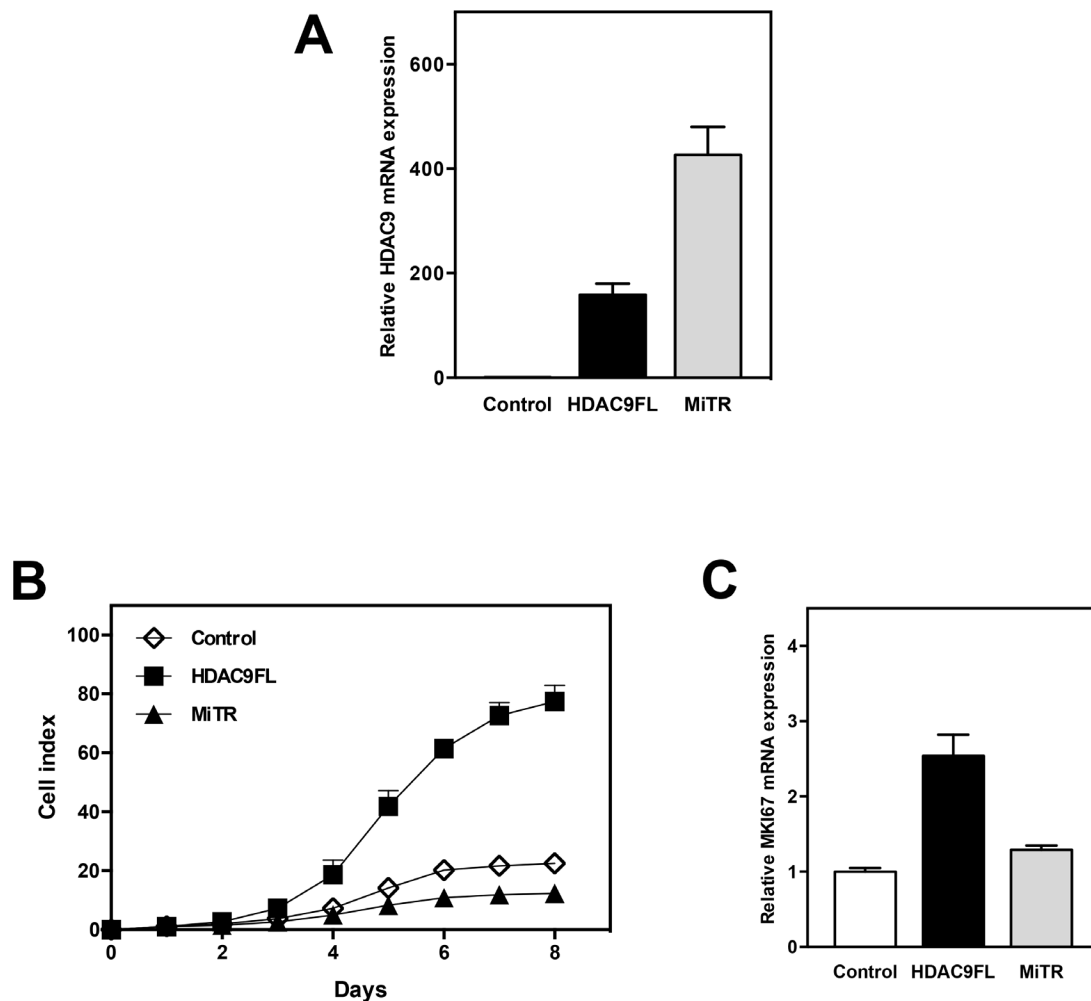 A
Relative HDAC9 mRNA expression
600
400
200
0
Control HDAC9FL MiTR
B
Cell index
100
80
60
40
20
0
Control
HDAC9FL
MiTR
0 2 4 6 8
Days
C
Relative MKI67 mRNA expression
4
3
2
1
0
Control HDAC9FL MiTR